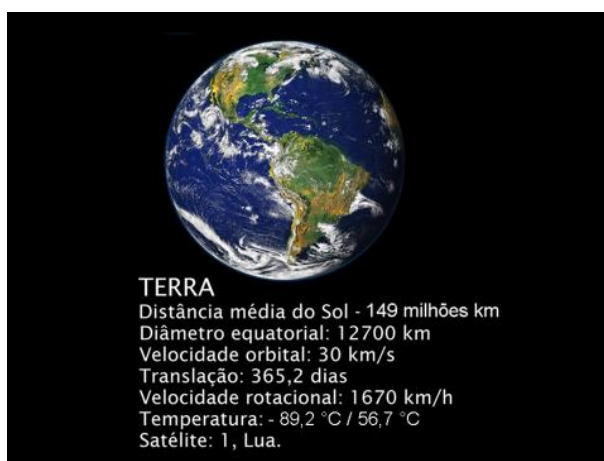 TERRA
Distância média do Sol - 149 milhões km
Diâmetro equatorial: 12700 km
Velocidade orbital: 30 km/s
Translação: 365,2 dias
Velocidade rotacional: 1670 km/h
Temperatura: - 89,2 °C / 56,7 °C
Satélite: 1, Lua.